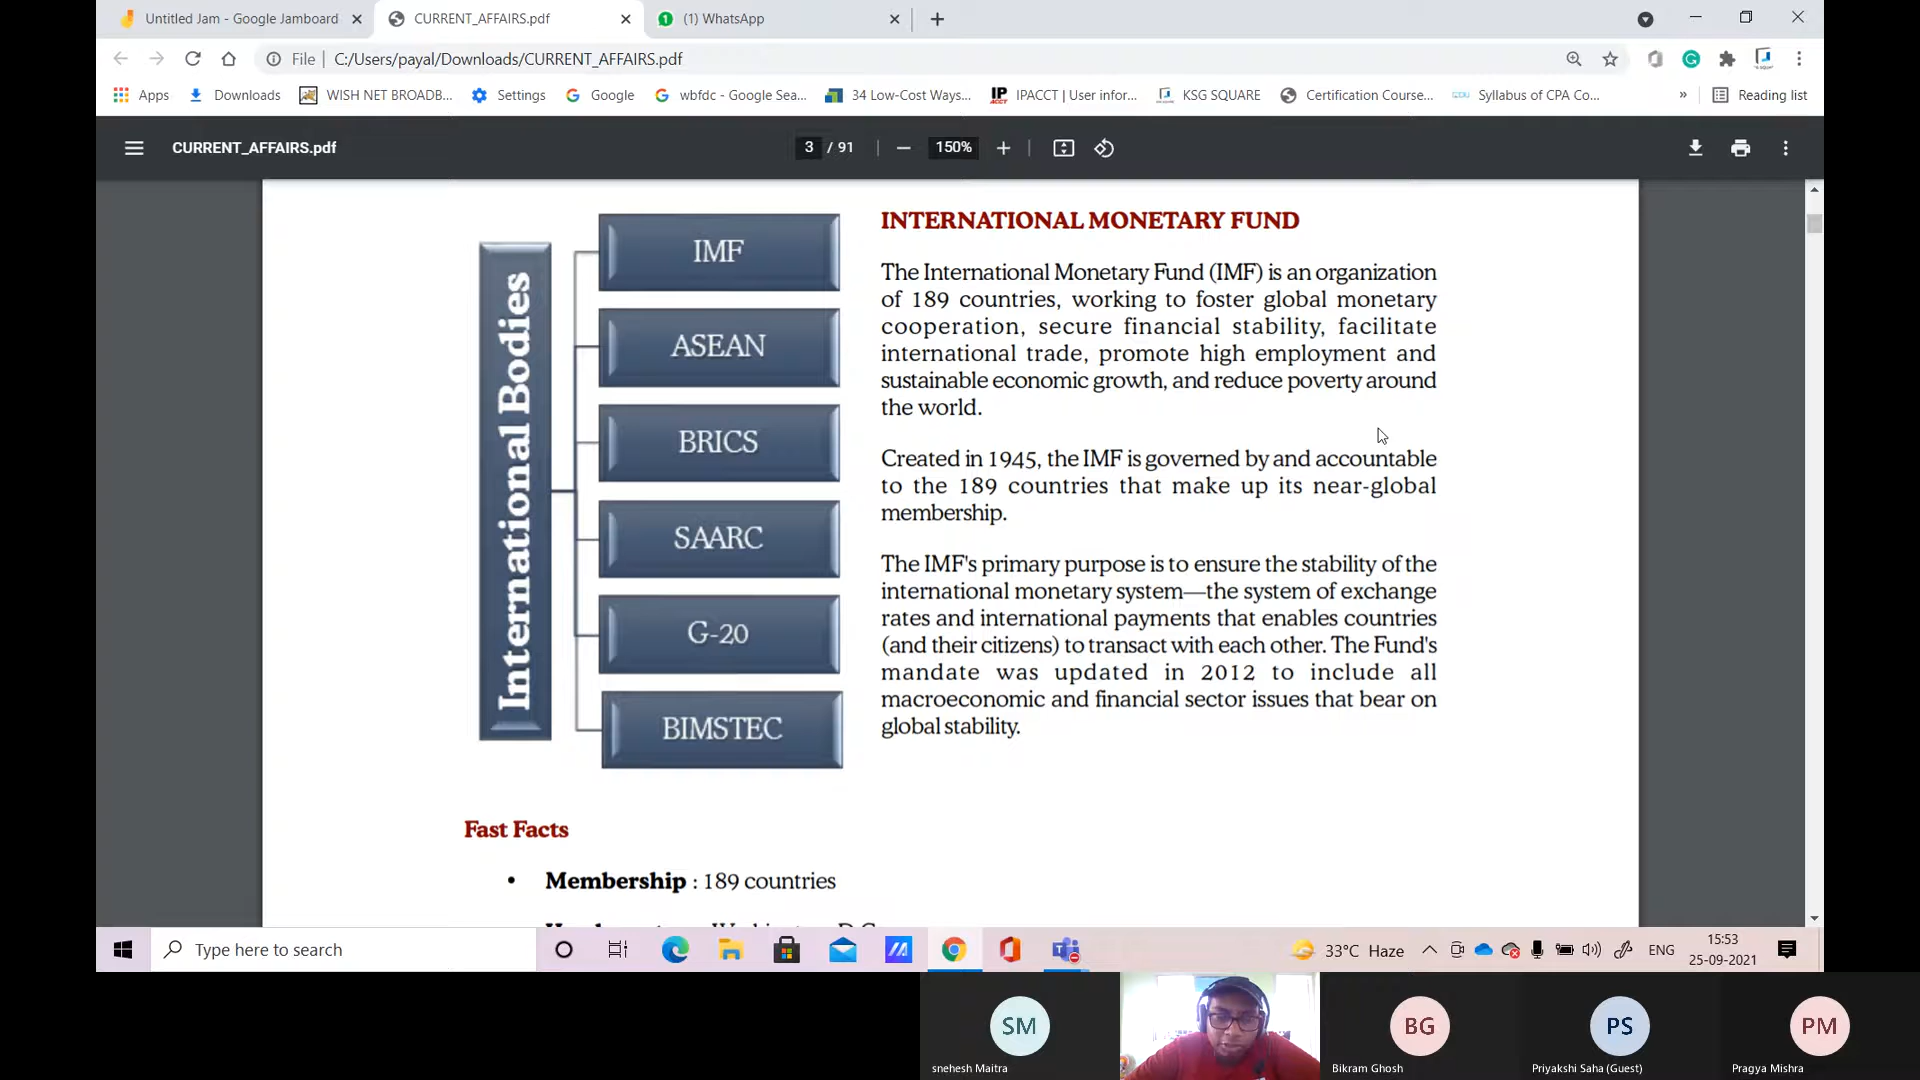 Untitled Jam - Google Jamboard
CURRENT_AFFAIRS.pdf
(1) WhatsApp
File | C:/Users/payal/Downloads/CURRENT_AFFAIRS.pdf
Apps
Downloads
WISH NET BROADB...
Settings
Google
wbfdc - Google Sea...
34 Low-Cost Ways...
IPACCT | User infor...
KSG SQUARE
Certification Course...
Syllabus of CPA Co...
»
Reading list
CURRENT_AFFAIRS.pdf
3 / 91
150%
International Bodies
IMF
ASEAN
BRICS
SAARC
G-20
BIMSTEC
INTERNATIONAL MONETARY FUND
The International Monetary Fund (IMF) is an organization
of 189 countries, working to foster global monetary
cooperation, secure financial stability, facilitate
international trade, promote high employment and
sustainable economic growth, and reduce poverty around
the world.
Created in 1945, the IMF is governed by and accountable
to the 189 countries that make up its near-global
membership.
The IMF's primary purpose is to ensure the stability of the
international monetary system—the system of exchange
rates and international payments that enables countries
(and their citizens) to transact with each other. The Fund's
mandate was updated in 2012 to include all
macroeconomic and financial sector issues that bear on
global stability.
Fast Facts
• Membership : 189 countries
Type here to search
33°C Haze
ENG
15:53
25-09-2021
SM
snehesh Maitra
BG
Bikram Ghosh
PS
Priyakshi Saha (Guest)
PM
Pragya Mishra